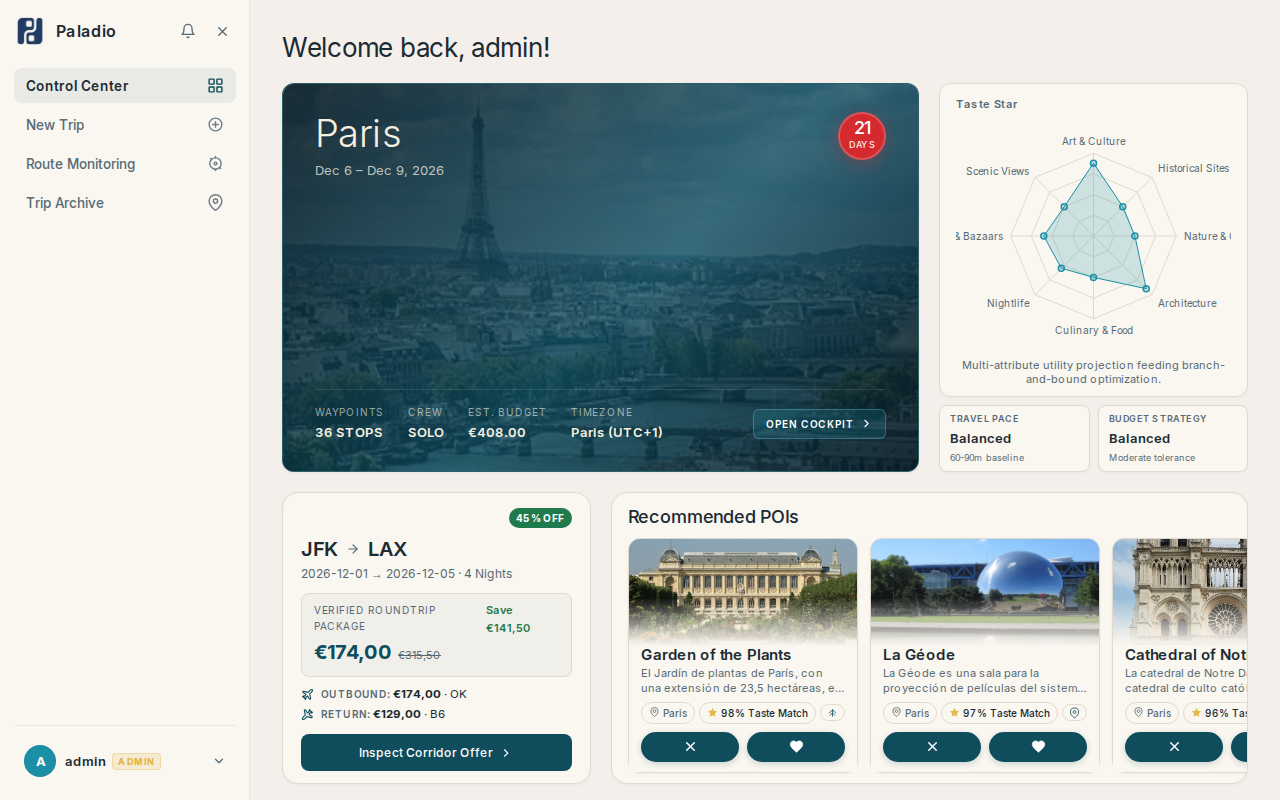 Paladio
Control Center
New Trip
Route Monitoring
Trip Archive
A
admin
ADMIN
Welcome back, admin!
Paris
Dec 6 – Dec 9, 2026
21
DAYS
WAYPOINTS
36 STOPS
CREW
SOLO
EST. BUDGET
€408.00
TIMEZONE
Paris (UTC+1)
OPEN COCKPIT
Taste Star
Art & Culture
Scenic Views
Historical Sites
& Bazaars
Nature &
Nightlife
Architecture
Culinary & Food
Multi-attribute utility projection feeding branch-
and-bound optimization.
TRAVEL PACE
Balanced
60-90m baseline
BUDGET STRATEGY
Balanced
Moderate tolerance
45% OFF
JFK → LAX
2026-12-01 → 2026-12-05 · 4 Nights
VERIFIED ROUNDTRIP
PACKAGE
Save
€141,50
€174,00 €315,50
OUTBOUND: €174,00 · OK
RETURN: €129,00 · B6
Inspect Corridor Offer
Recommended POIs
Garden of the Plants
El Jardín de plantas de París, con
una extensión de 23,5 hectáreas, e...
Paris
98% Taste Match
La Géode
La Géode es una sala para la
proyección de películas del sistem...
Paris
97% Taste Match
Cathedral of Not
La catedral de Notre D
catedral de culto catól
Paris
96% Tas